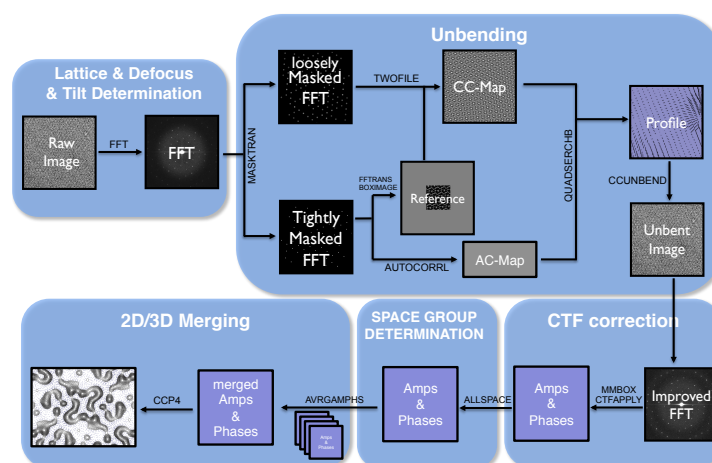 Unbending
Lattice & Defocus
& Tilt Determination
Raw
Image
FFT
FFT
MASKTRAN
loosely
Masked
FFT
TWOFILE
CC-Map
FFTRANS
BOXIMAGE
Reference
Tightly
Masked
FFT
AUTOCORRL
AC-Map
QUADSERCHB
Profile
CCUNBEND
Unbent
Image
2D/3D Merging
SPACE GROUP
DETERMINATION
CTF correction
CCP4
merged
Amps
&
Phases
AVRGAMPHS
Amps
&
Phases
Amps
&
Phases
ALLSPACE
Amps
&
Phases
MMBOX
CTFAPPLY
Improved
FFT